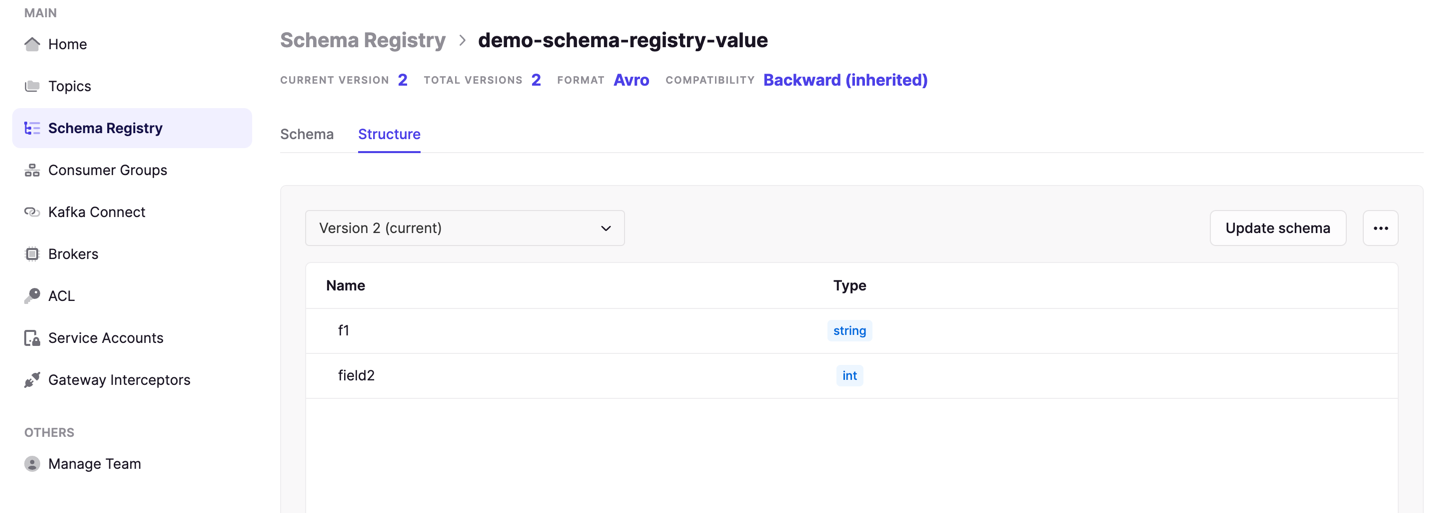 MAIN
Home
Topics
Schema Registry
Consumer Groups
Kafka Connect
Brokers
ACL
Service Accounts
Gateway Interceptors
OTHERS
Manage Team
Schema Registry > demo-schema-registry-value
CURRENT VERSION 2 TOTAL VERSIONS 2 FORMAT Avro COMPATIBILITY Backward (inherited)
Schema Structure
Version 2 (current) Update schema
Name Type
f1 string
field2 int